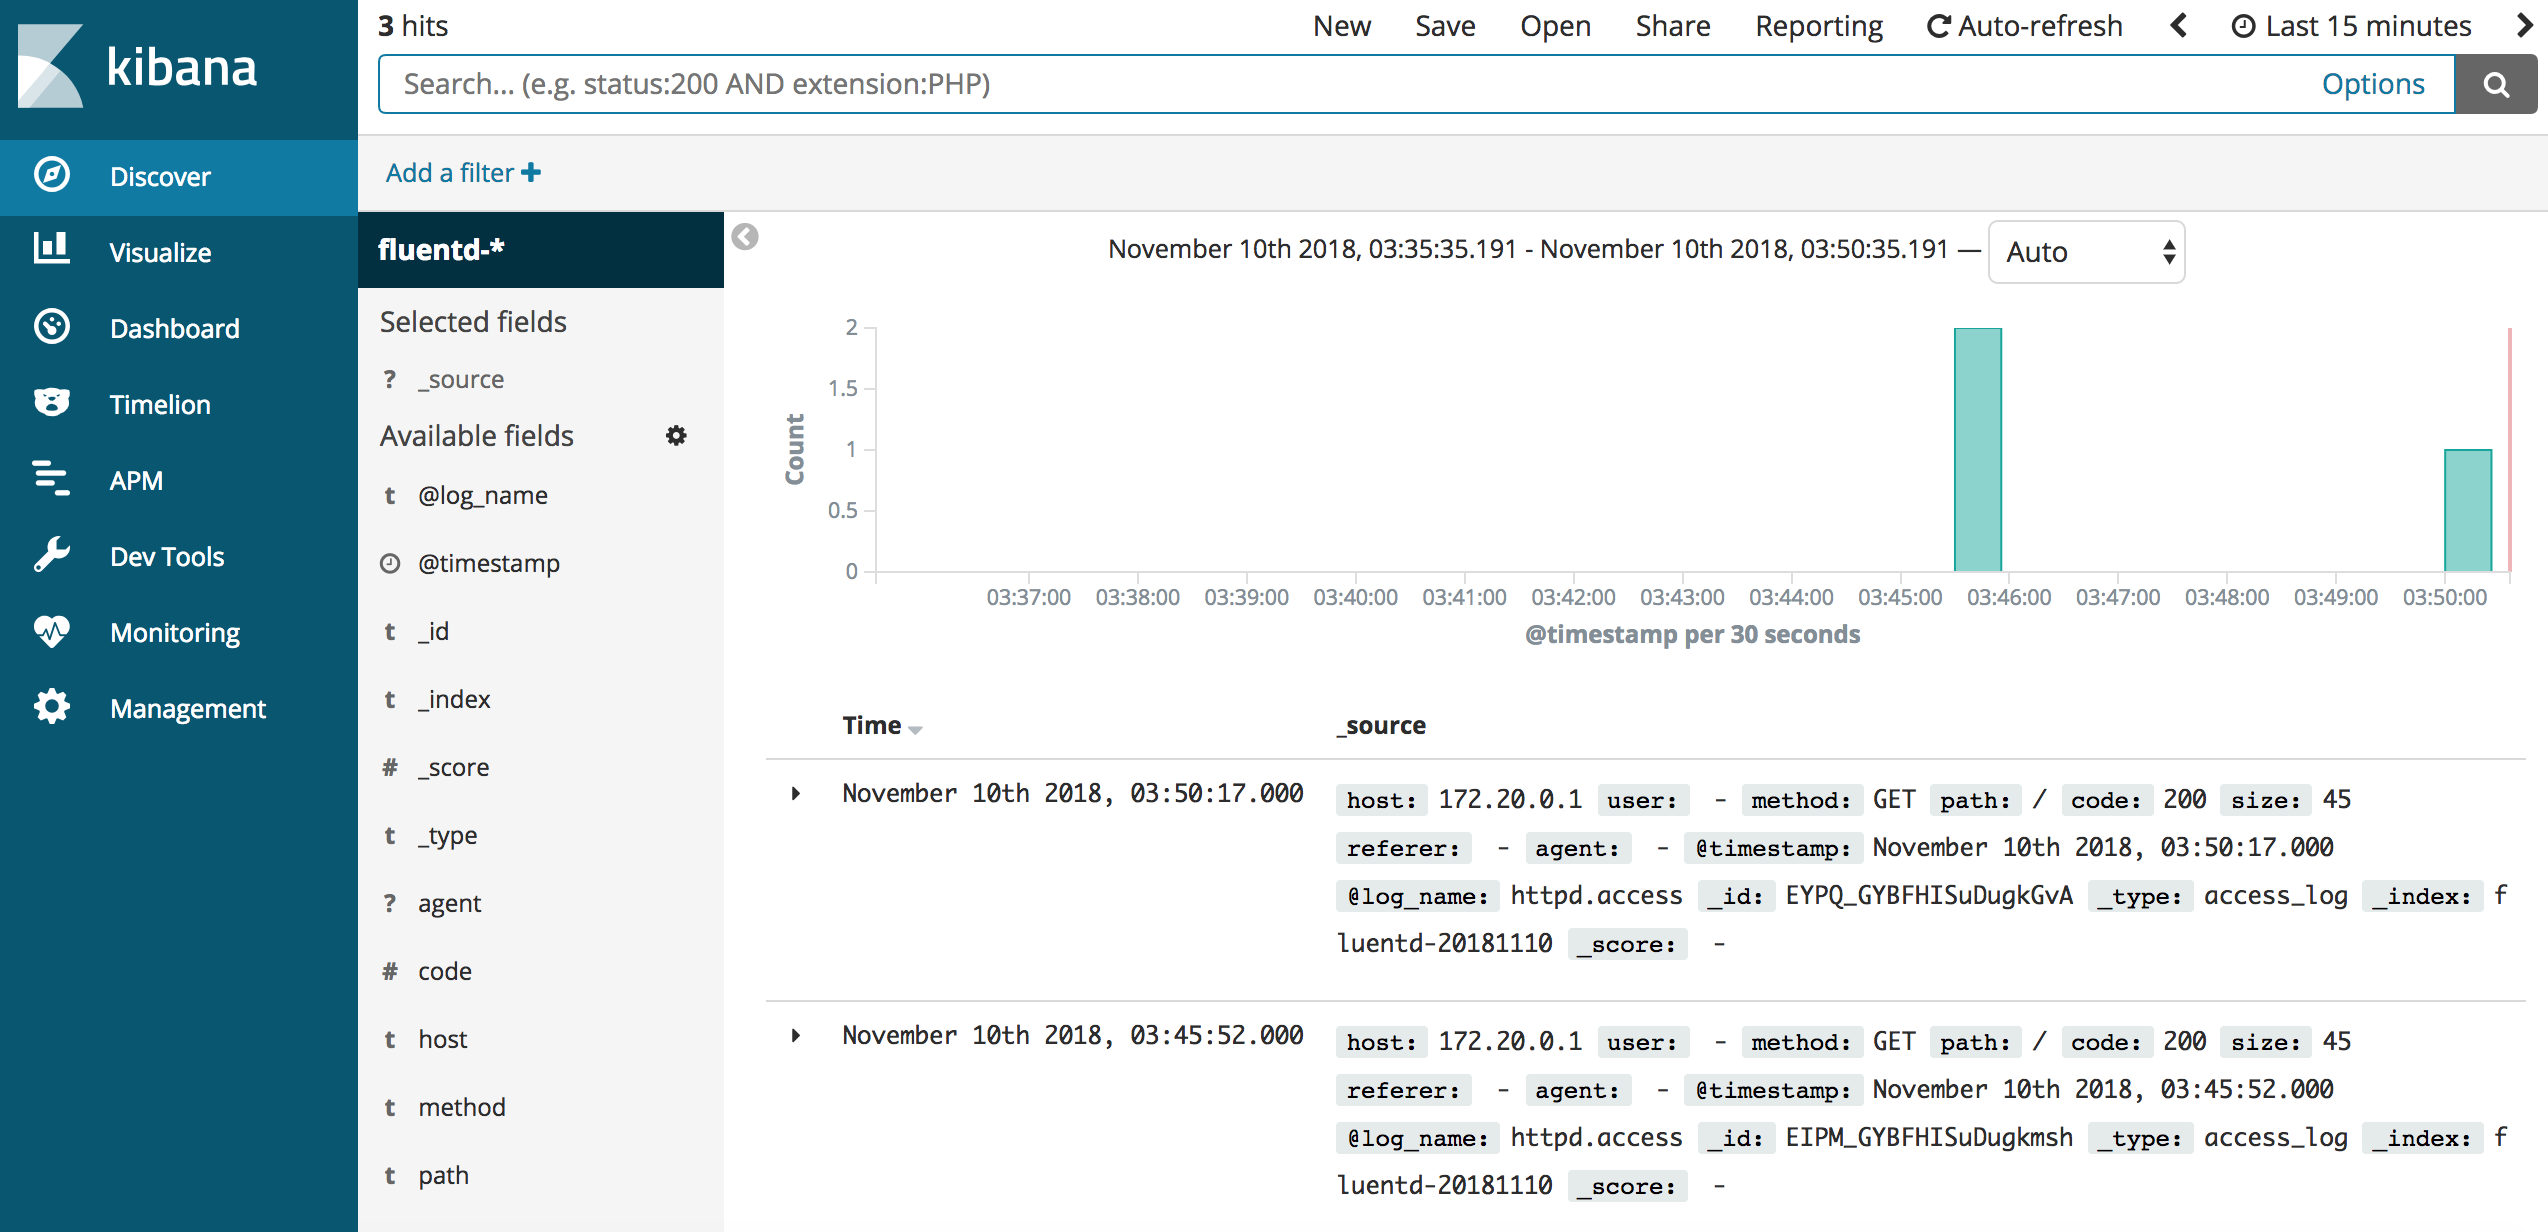 kibana
Discover
Visualize
Dashboard
Timelion
APM
Dev Tools
Monitoring
Management
3 hits
New Save Open Share Reporting Auto-refresh Last 15 minutes
Search... (e.g. status:200 AND extension:PHP) Options
Add a filter
fluentd-*
Selected fields
? _source
Available fields
t @log_name
@timestamp
t _id
t _index
# _score
t _type
? agent
# code
t host
t method
t path
November 10th 2018, 03:35:35.191 - November 10th 2018, 03:50:35.191 — Auto
Count
2
1.5
1
0.5
0
03:37:00 03:38:00 03:39:00 03:40:00 03:41:00 03:42:00 03:43:00 03:44:00 03:45:00 03:46:00 03:47:00 03:48:00 03:49:00 03:50:00
@timestamp per 30 seconds
Time _source
November 10th 2018, 03:50:17.000 host: 172.20.0.1 user: - method: GET path: / code: 200 size: 45
referer: - agent: - @timestamp: November 10th 2018, 03:50:17.000
@log_name: httpd.access _id: EYPQ_GYBFHISuDugkGvA _type: access_log _index: f
luentd-20181110 _score: -
November 10th 2018, 03:45:52.000 host: 172.20.0.1 user: - method: GET path: / code: 200 size: 45
referer: - agent: - @timestamp: November 10th 2018, 03:45:52.000
@log_name: httpd.access _id: EIPM_GYBFHISuDugkmsh _type: access_log _index: f
luentd-20181110 _score: -